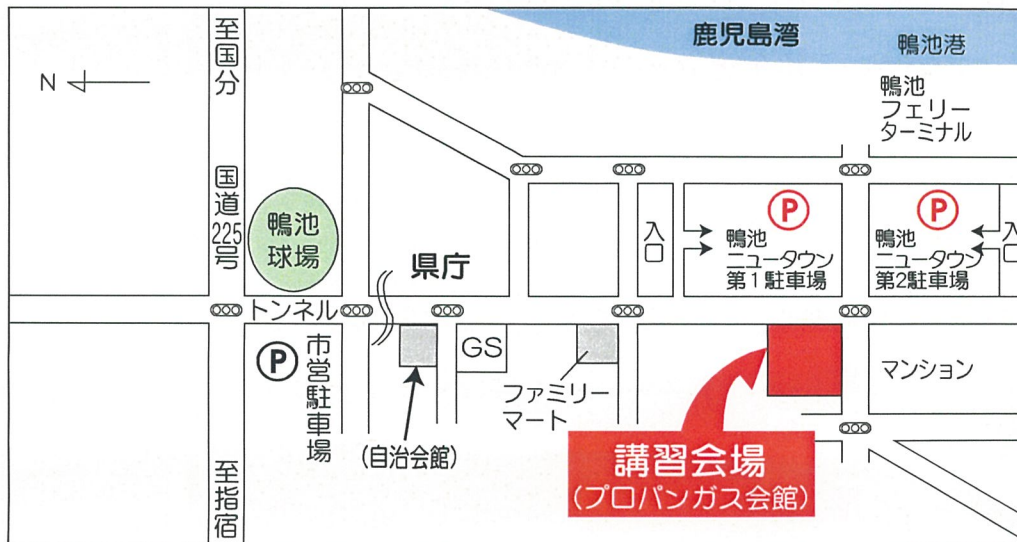 至国分
鹿児島湾
鴨池港
N
鴨池
フェリー
ターミナル
国道225号
鴨池
球場
県庁
入口
P
鴨池
ニュータウン
第1駐車場
P
鴨池
ニュータウン
第2駐車場
入口
トンネル
P
市営駐車場
GS
ファミリー
マート
マンション
(自治会館)
講習会場
(プロパンガス会館)
至指宿